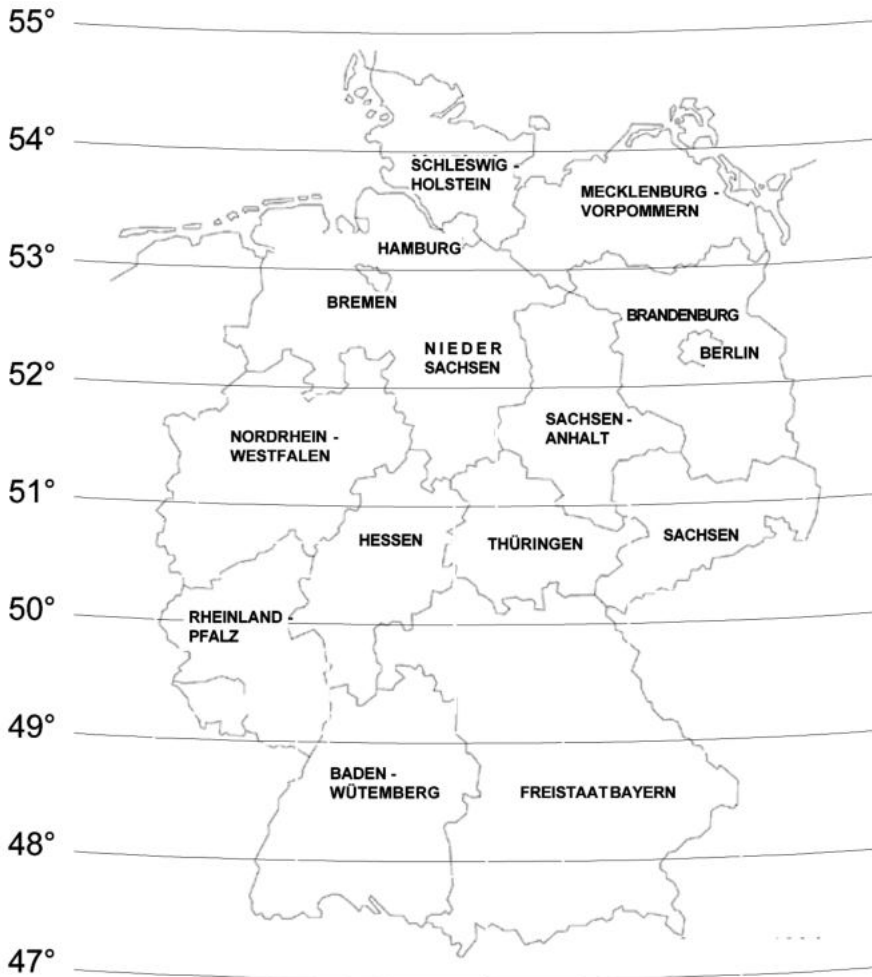 55°
54°
SCHLESWIG -
HOLSTEIN
MECKLENBURG -
VORPOMMERN
HAMBURG
53°
BREMEN
BRANDENBURG
NIEDER
SACHSEN
BERLIN
52°
SACHSEN-
ANHALT
NORDRHEIN -
WESTFALEN
51°
HESSEN
THÜRINGEN
SACHSEN
50°
RHEINLAND -
PFALZ
49°
BADEN -
WÜTEMBERG
FREISTAAT BAYERN
48°
47°